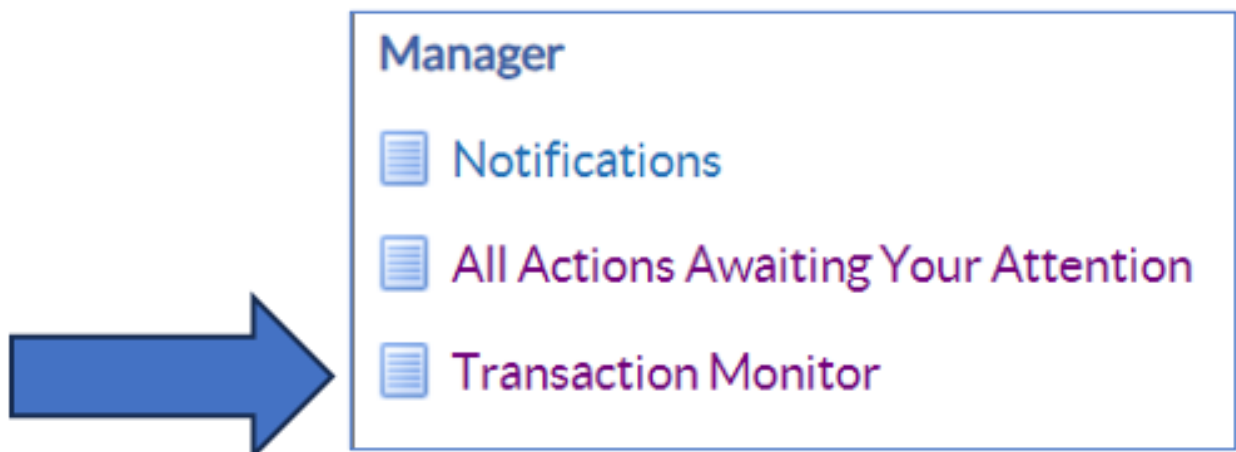 Manager
Notifications
All Actions Awaiting Your Attention
Transaction Monitor